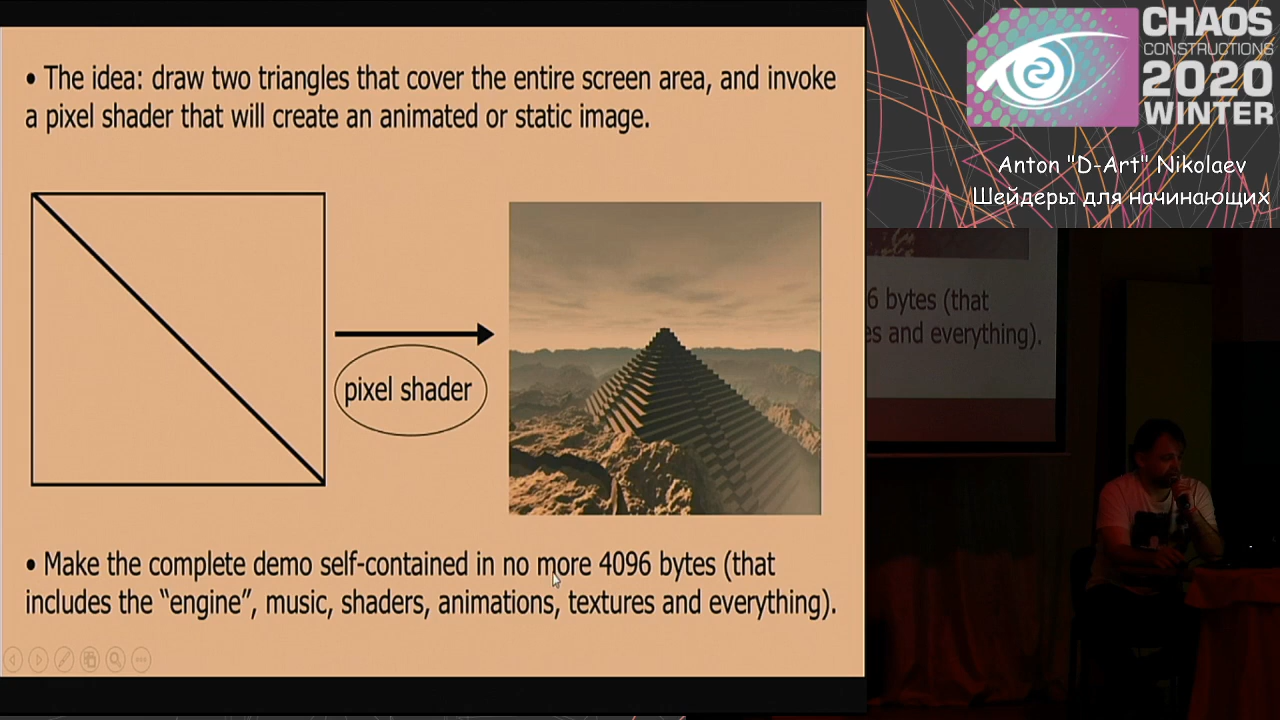 • The idea: draw two triangles that cover the entire screen area, and invoke
a pixel shader that will create an animated or static image.
pixel shader
• Make the complete demo self-contained in no more 4096 bytes (that
includes the “engine”, music, shaders, animations, textures and everything).
CHAOS
CONSTRUCTIONS
2020
WINTER
Anton "D-Art" Nikolaev
Шейдеры для начинающих
6 bytes (that
es and everything).